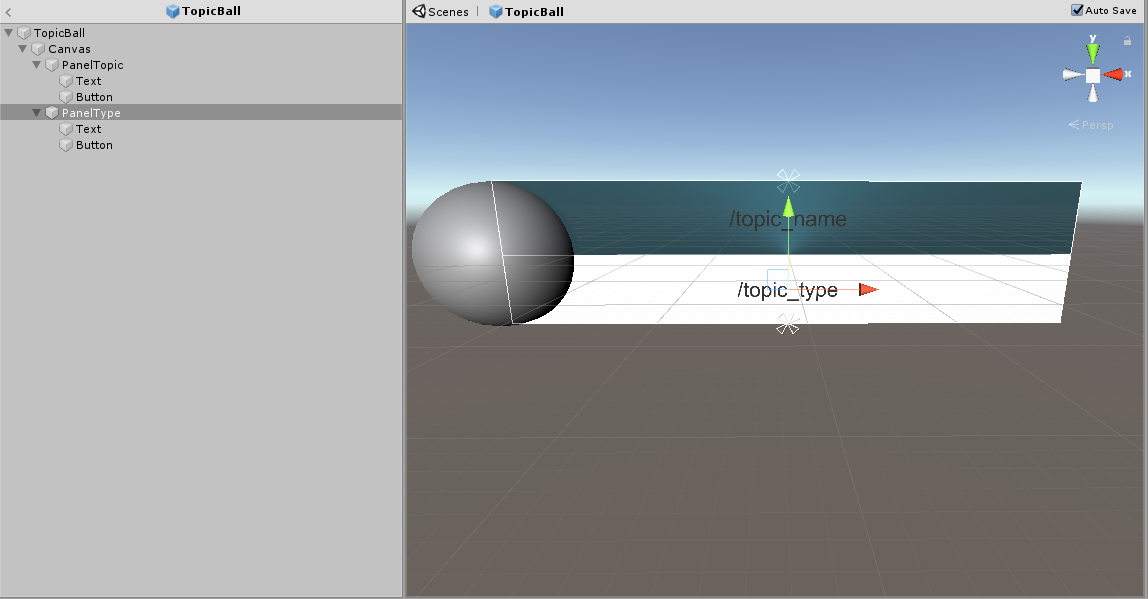 TopicBall
TopicBall
Canvas
PanelTopic
Text
Button
PanelType
Text
Button
Scenes | TopicBall
Auto Save
y
x
Persp
/topic_name
/topic_type